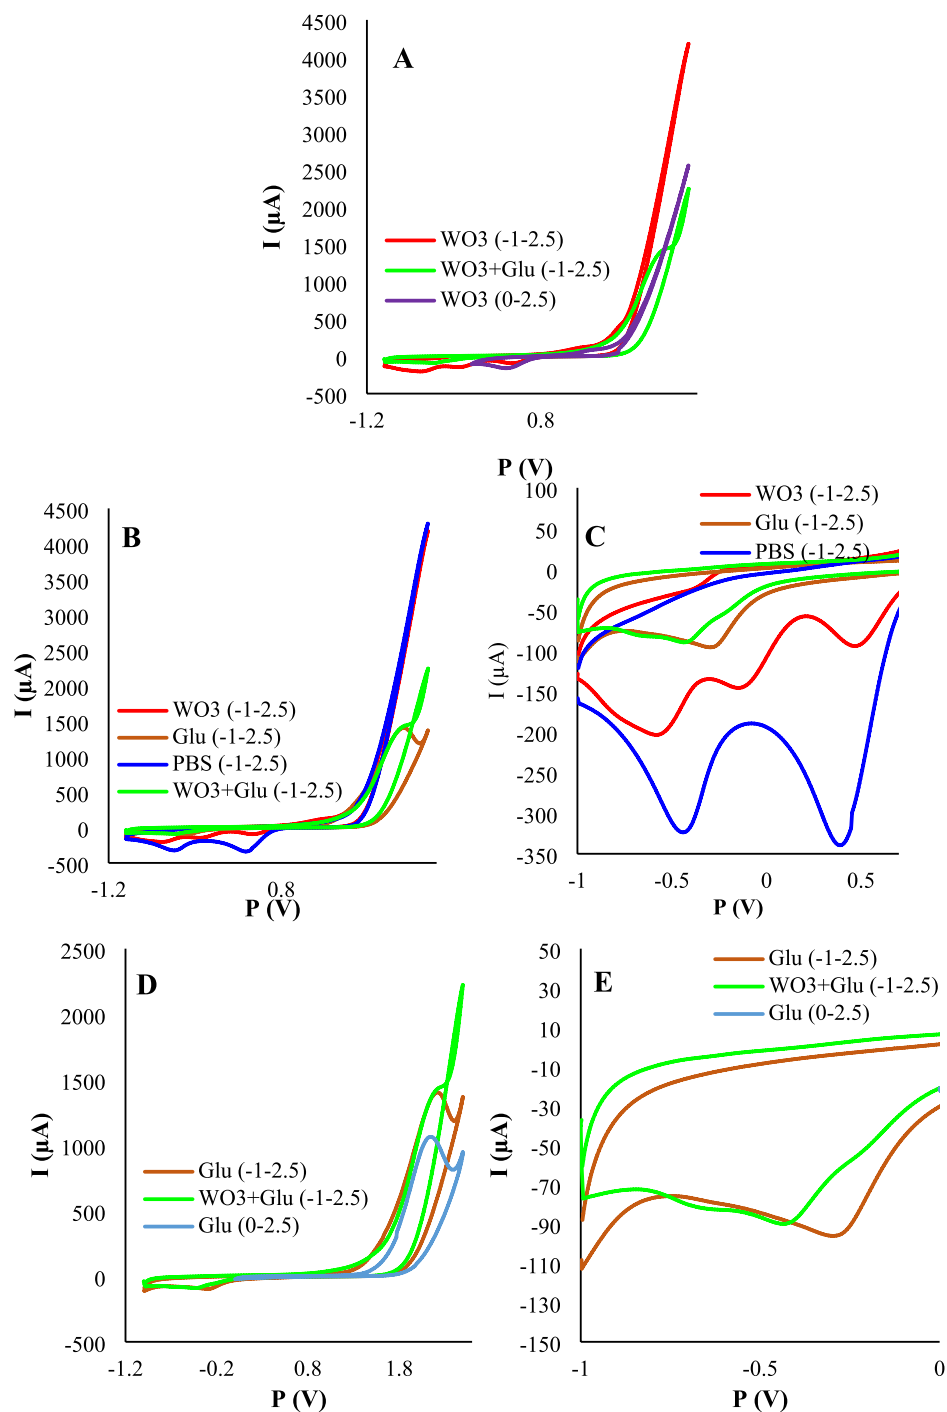 A
4500
4000
3500
3000
2500
2000
1500
1000
500
0
-500
I (µA)
WO3 (-1-2.5)
WO3+Glu (-1-2.5)
WO3 (0-2.5)
-1.2 0.8
P (V)
B
4500
4000
3500
3000
2500
2000
1500
1000
500
0
-500
I (µA)
WO3 (-1-2.5)
Glu (-1-2.5)
PBS (-1-2.5)
WO3+Glu (-1-2.5)
-1.2 0.8
P (V)
C
100
50
0
-50
-100
-150
-200
-250
-300
-350
I (µA)
WO3 (-1-2.5)
Glu (-1-2.5)
PBS (-1-2.5)
-1 -0.5 0 0.5
P (V)
D
2500
2000
1500
1000
500
0
-500
I (µA)
Glu (-1-2.5)
WO3+Glu (-1-2.5)
Glu (0-2.5)
-1.2 -0.2 0.8 1.8
P (V)
E
50
30
10
-10
-30
-50
-70
-90
-110
-130
-150
I (µA)
Glu (-1-2.5)
WO3+Glu (-1-2.5)
Glu (0-2.5)
-1 -0.5 0
P (V)